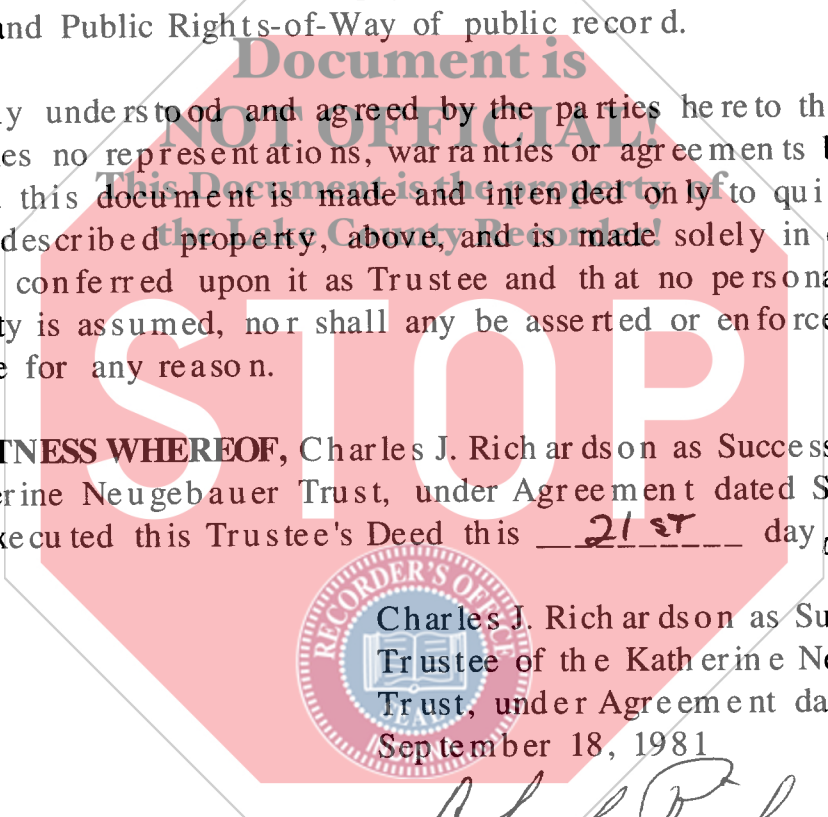 and Public Rights-of-Way of public record.
Document is
y understood and agreed by the parties hereto th
NOT OFFICIAL!
es no representations, warranties or agreements
This Document is the property of
this document is made and intended only to qui
the Lake County Recorder!
described property, above, and is made solely in
conferred upon it as Trustee and that no persona
ty is assumed, nor shall any be asserted or enforce
e for any reason.
STOP
TNESS WHEREOF, Charles J. Richardson as Success
erine Neugebauer Trust, under Agreement dated S
xecuted this Trustee's Deed this 21ST day
RECORDER'S OFFICE
Charles J. Richardson as Su
Trustee of the Katherine Ne
Trust, under Agreement da
SEAL
September 18, 1981
INDIANA